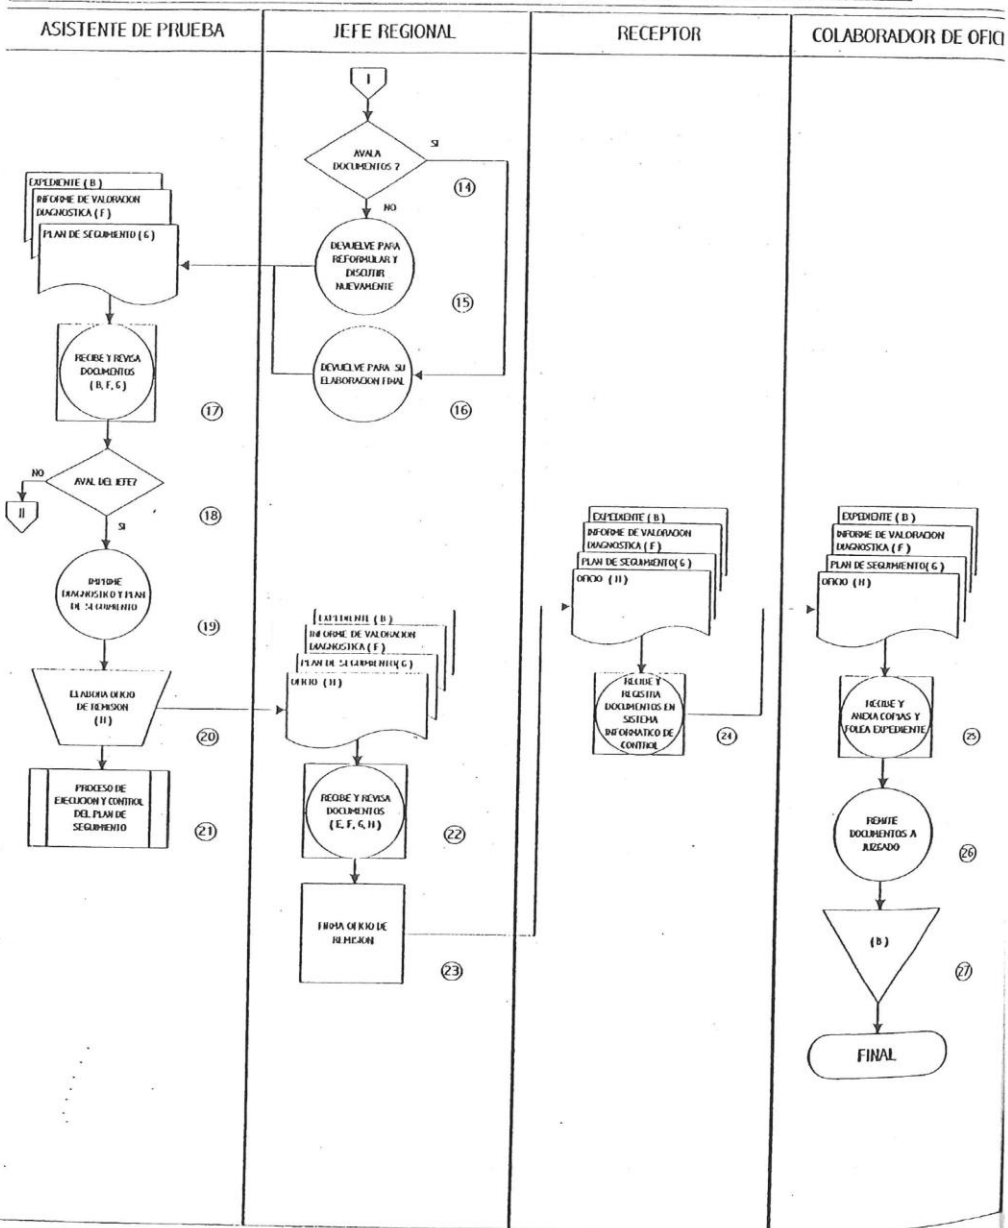 ASISTENTE DE PRUEBA
JEFE REGIONAL
RECEPTOR
COLABORADOR DE OFICI
I
AVALA
DOCUMENTOS ?
SI
14
NO
DEVUELVE PARA
REFORMULAR Y
DISCUTIR
NUEVAMENTE
15
DEVUELVE PARA SU
ELABORACION FINAL
16
EXPEDIENTE ( B )
INFORME DE VALORACION
DIAGNOSTICA ( F )
PLAN DE SEGUIMIENTO ( G )
RECIBE Y REVISA
DOCUMENTOS
( B, F, G )
17
NO
AVAL DEL JEFE?
II
18
SI
IMPRIME
DIAGNOSTICO Y PLAN
DE SEGUIMIENTO
19
ELABORA OFICIO
DE REMISION
( H )
20
PROCESO DE
EJECUCION Y CONTROL
DEL PLAN DE
SEGUIMIENTO
21
EXPEDIENTE ( B )
INFORME DE VALORACION
DIAGNOSTICA ( F )
PLAN DE SEGUIMIENTO( G )
OFICIO ( H )
RECIBE Y REVISA
DOCUMENTOS
( E, F, G, H )
22
FIRMA OFICIO DE
REMISION
23
EXPEDIENTE ( B )
INFORME DE VALORACION
DIAGNOSTICA ( F )
PLAN DE SEGUIMIENTO( G )
OFICIO ( H )
RECIBE Y
REGISTRA
DOCUMENTOS EN
SISTEMA
INFORMATICO DE
CONTROL
24
EXPEDIENTE ( B )
INFORME DE VALORACION
DIAGNOSTICA ( F )
PLAN DE SEGUIMIENTO ( G )
OFICIO ( H )
RECIBE Y
ANEXA COPIAS Y
FOLEA EXPEDIENTE
25
REMITE
DOCUMENTOS A
JUZGADO
26
( B )
27
FINAL